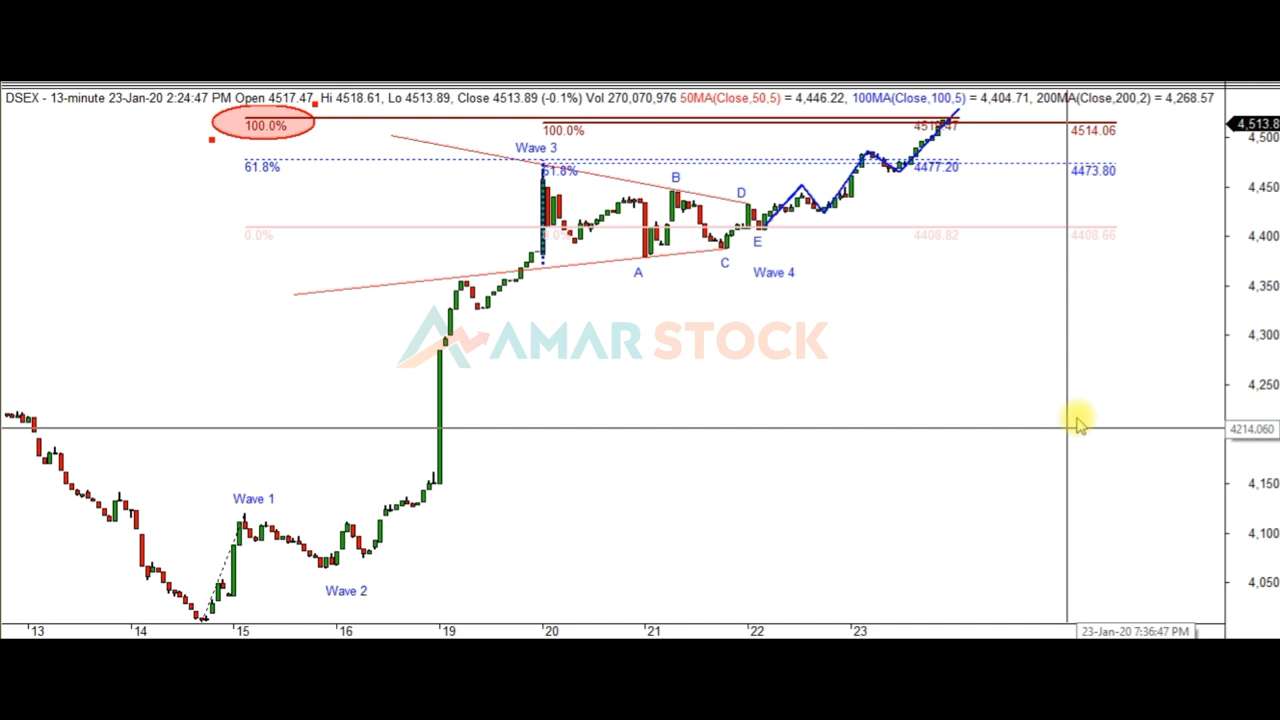 DSEX - 13-minute 23-Jan-20 2:24:47 PM Open 4517.47, Hi 4518.61, Lo 4513.89, Close 4513.89 (-0.1%) Vol 270,070,976 50MA(Close,50,5) = 4,446.22, 100MA(Close,100,5) = 4,404.71, 200MA(Close,200,2) = 4,268.57
100.0%
100.0%
4514.06
4,513.8
4,500
Wave 3
61.8%
61.8%
4477.20
4473.80
B
D
4,450
0.0%
0.0%
4408.82
4408.66
4,400
E
A
C
Wave 4
4,350
AMAR STOCK
4,300
4,250
4214.060
4,150
Wave 1
4,100
Wave 2
4,050
13
14
15
16
19
20
21
22
23
23-Jan-20 7:36:47 PM